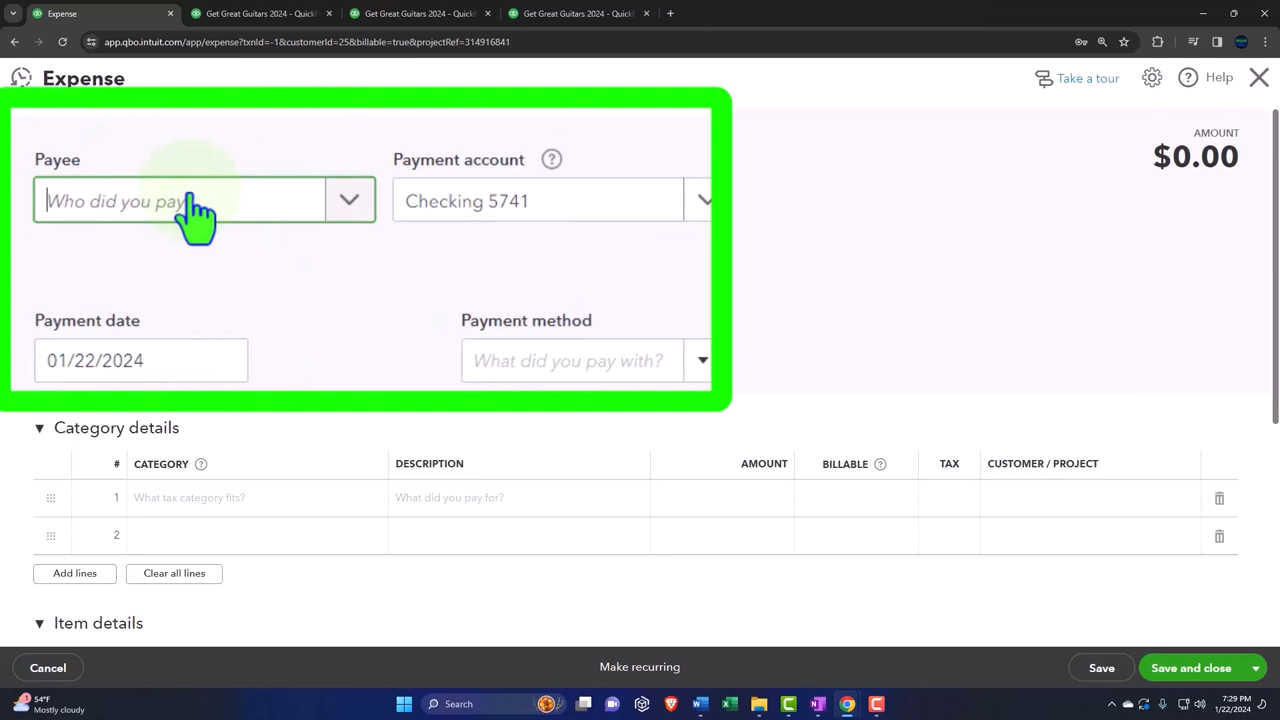 Expense
Get Great Guitars 2024 - Quick
Get Great Guitars 2024 - Quick
Get Great Guitars 2024 - Quick
qbo.intuit.com/app/expense?txnId=-1&customerId=25&billable=true&projectRef=314916841
Expense
Take a tour
Help
AMOUNT
$0.00
Payee
Payment account
Who did you pay
Checking 5741
Payment date
Payment method
01/22/2024
What did you pay with?
Category details
# CATEGORY DESCRIPTION AMOUNT BILLABLE TAX CUSTOMER / PROJECT
1 What tax category fits? What did you pay for?
2
Add lines Clear all lines
Item details
Cancel Make recurring Save Save and close
1
54°F
Mostly cloudy
Search
7:29 PM
1/22/2024